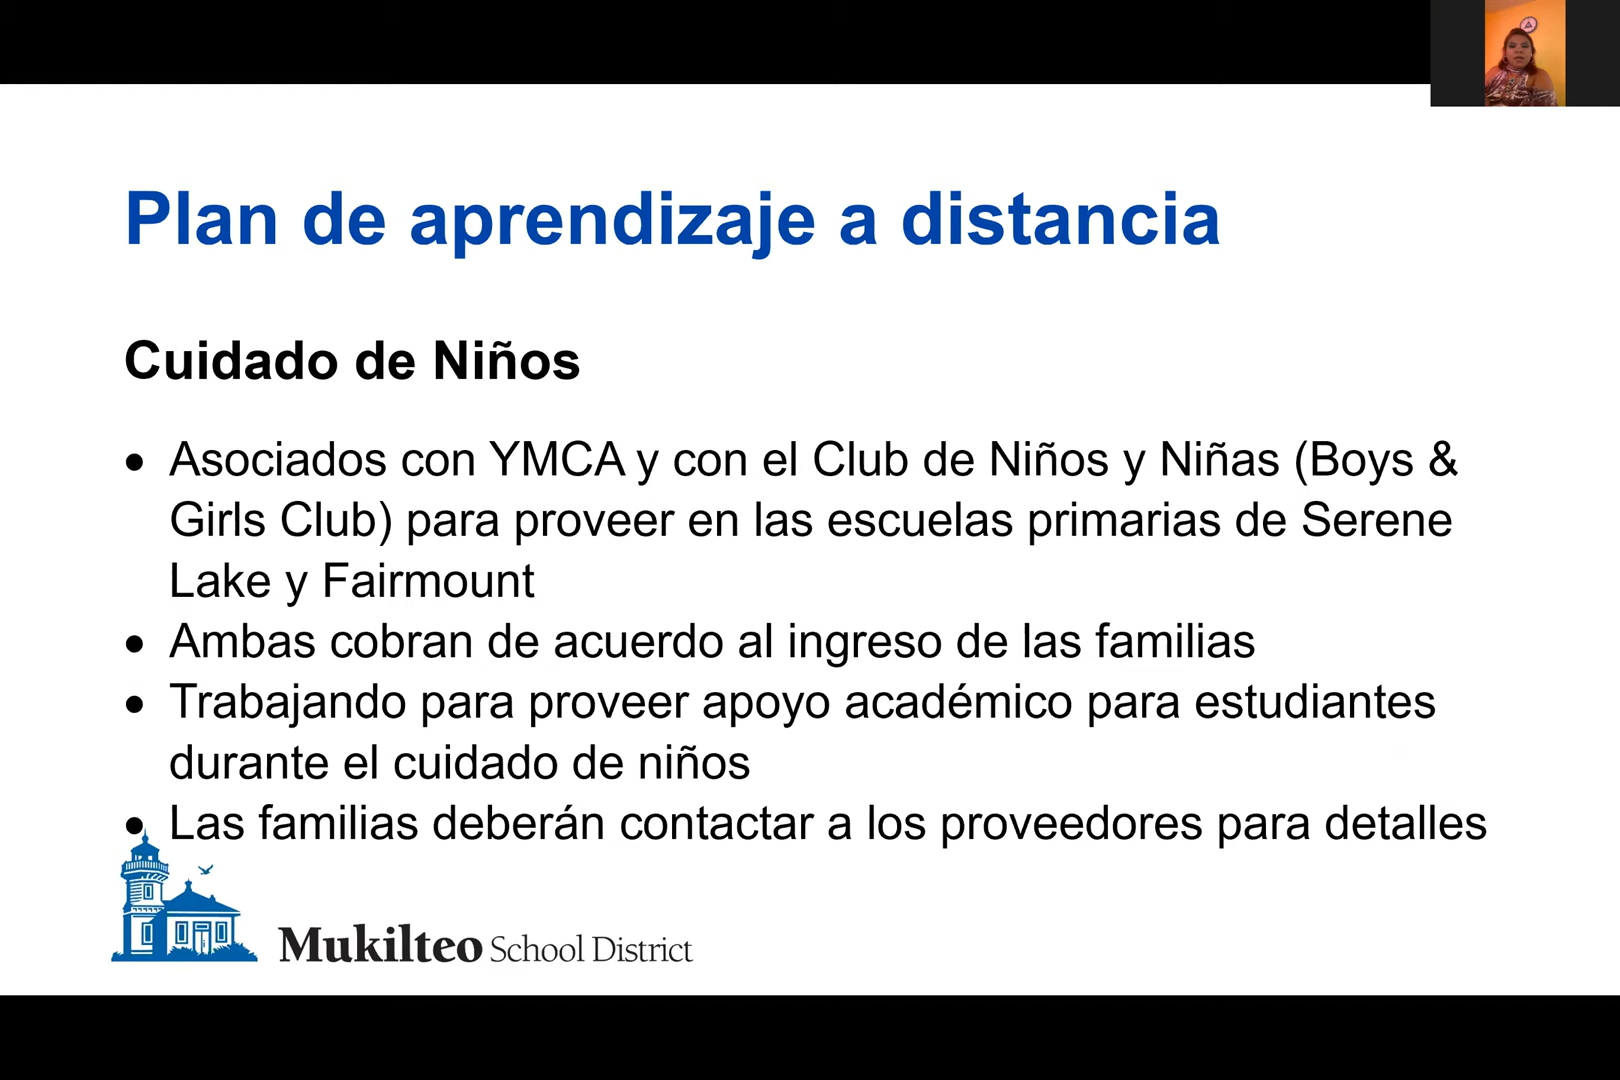 Plan de aprendizaje a distancia
Cuidado de Niños
• Asociados con YMCA y con el Club de Niños y Niñas (Boys &
Girls Club) para proveer en las escuelas primarias de Serene
Lake y Fairmount
• Ambas cobran de acuerdo al ingreso de las familias
• Trabajando para proveer apoyo académico para estudiantes
durante el cuidado de niños
• Las familias deberán contactar a los proveedores para detalles
Mukilteo School District